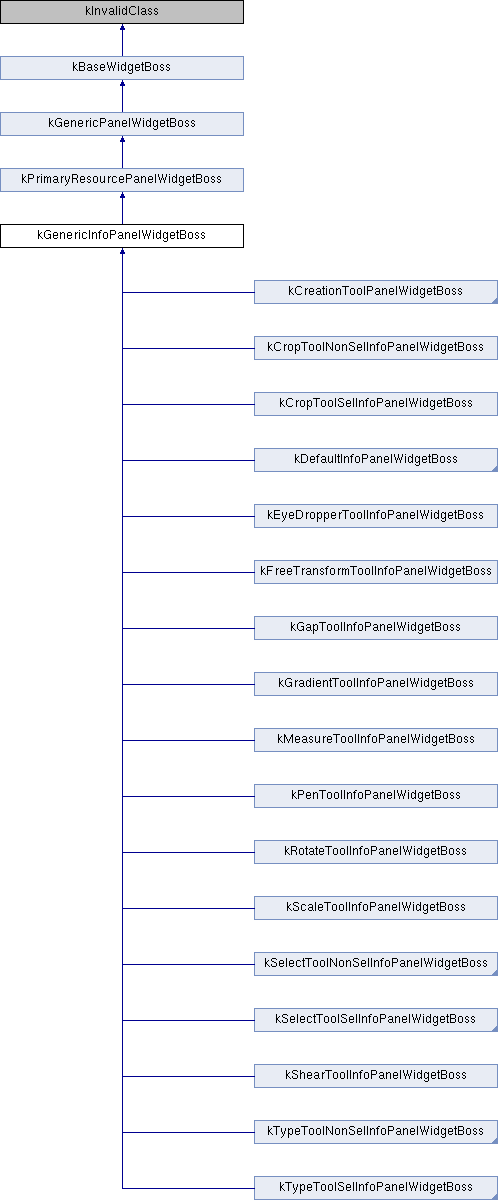 kInvalidClass
kBaseWidgetBoss
kGenericPanelWidgetBoss
kPrimaryResourcePanelWidgetBoss
kGenericInfoPanelWidgetBoss
kCreationToolPanelWidgetBoss
kCropToolNonSelInfoPanelWidgetBoss
kCropToolSelInfoPanelWidgetBoss
kDefaultInfoPanelWidgetBoss
kEyeDropperToolInfoPanelWidgetBoss
kFreeTransformToolInfoPanelWidgetBoss
kGapToolInfoPanelWidgetBoss
kGradientToolInfoPanelWidgetBoss
kMeasureToolInfoPanelWidgetBoss
kPenToolInfoPanelWidgetBoss
kRotateToolInfoPanelWidgetBoss
kScaleToolInfoPanelWidgetBoss
kSelectToolNonSelInfoPanelWidgetBoss
kSelectToolSelInfoPanelWidgetBoss
kShearToolInfoPanelWidgetBoss
kTypeToolNonSelInfoPanelWidgetBoss
kTypeToolSelInfoPanelWidgetBoss